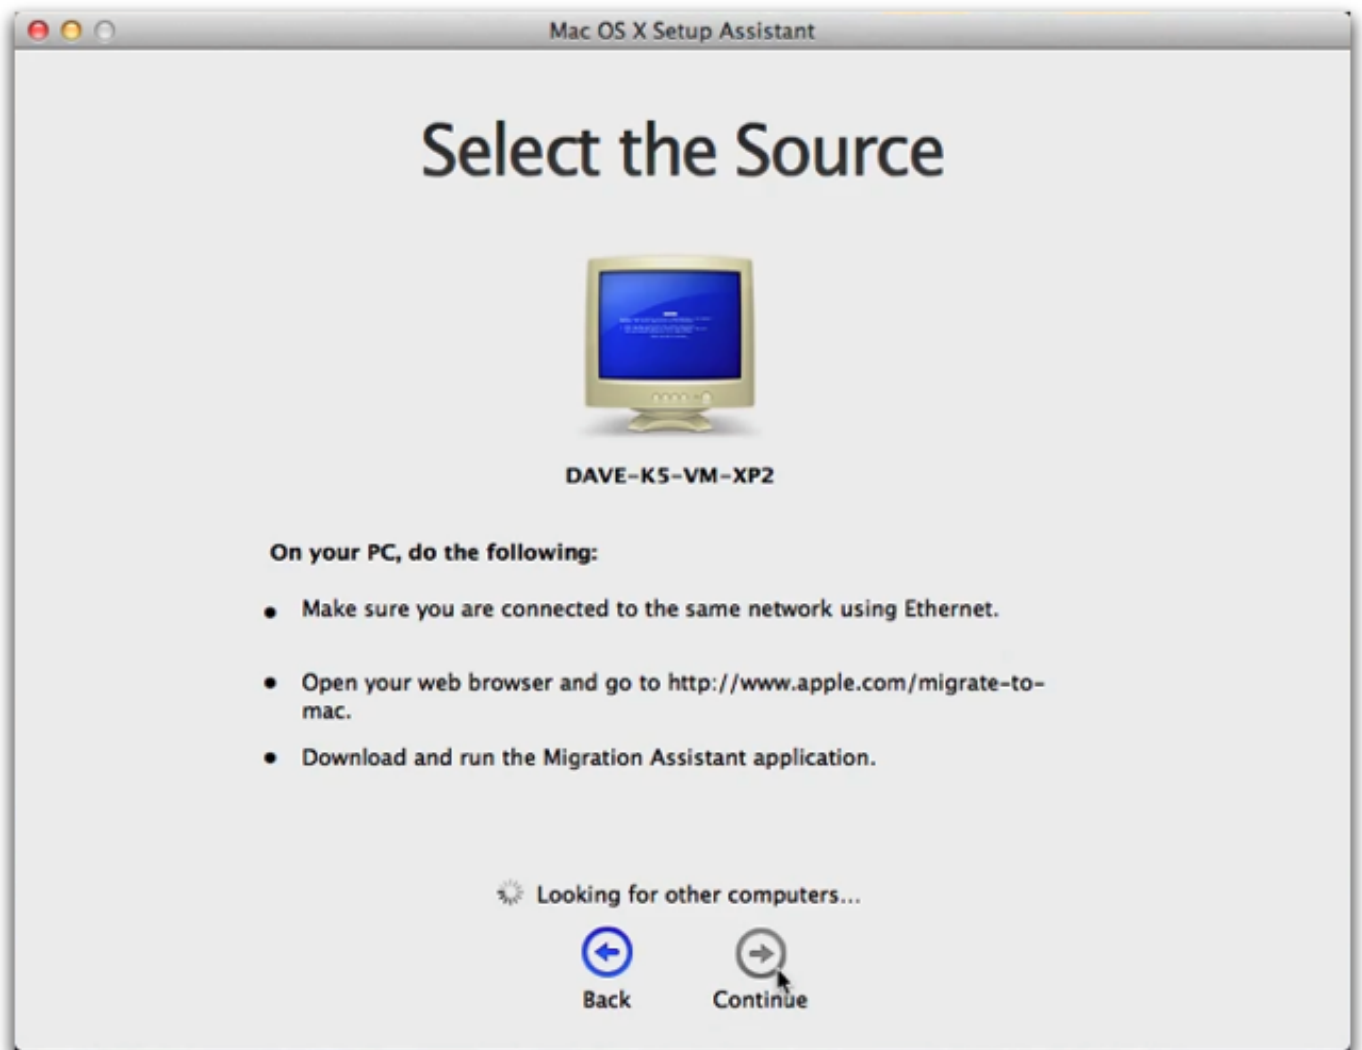 Mac OS X Setup Assistant
Select the Source
DAVE-K5-VM-XP2
On your PC, do the following:
• Make sure you are connected to the same network using Ethernet.
• Open your web browser and go to http://www.apple.com/migrate-to-
mac.
• Download and run the Migration Assistant application.
Looking for other computers...
Back Continue